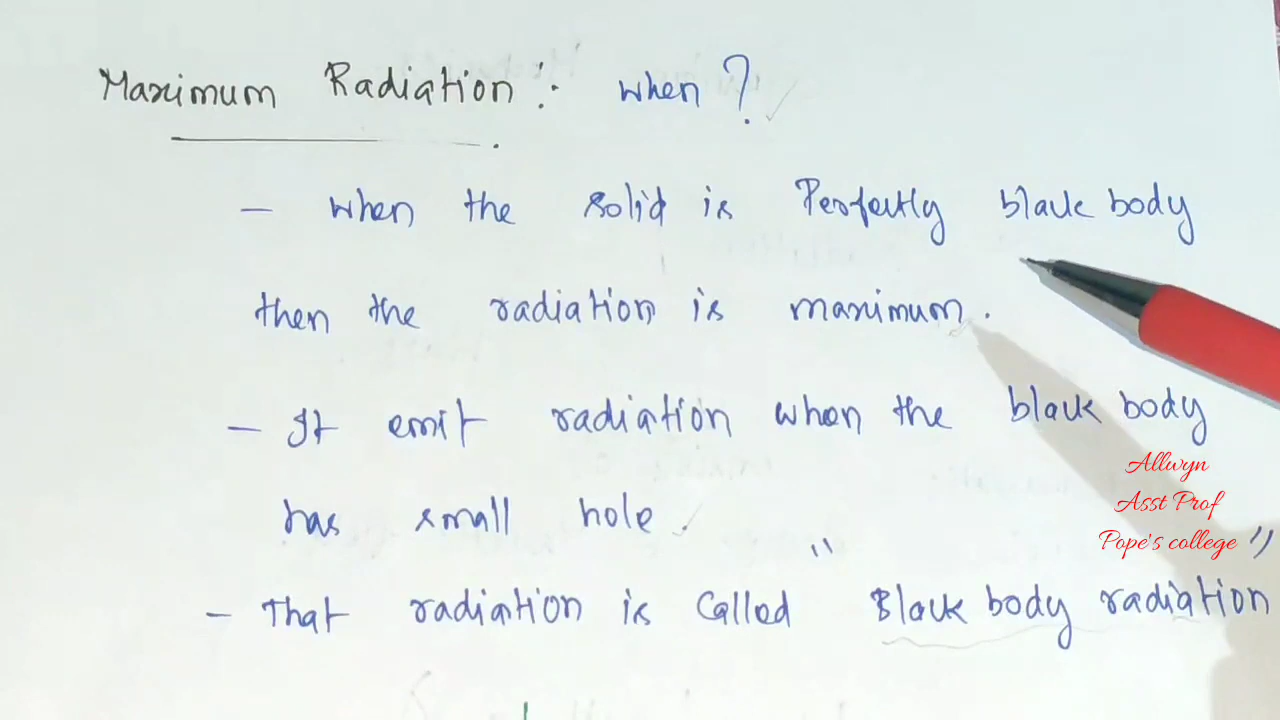 Maximum Radiation :- when ?
- when the solid is Perfectly black body
then the radiation is maximum.
- It emit radiation when the black body
has small hole.
- That radiation is called "Black body radiation"
Allwyn
Asst Prof
Pope's college